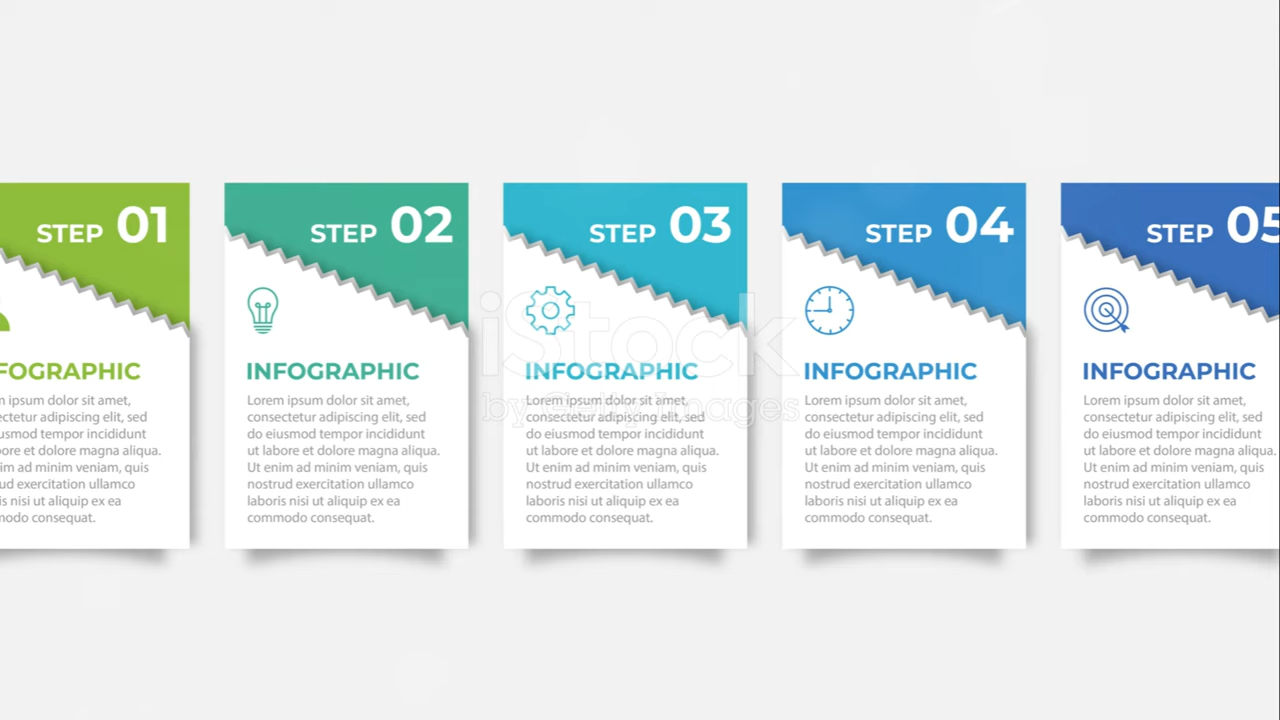 STEP 01
FOGRAPHIC
m ipsum dolor sit amet,
ectetur adipiscing elit, sed
usmod tempor incididunt
ore et dolore magna aliqua.
im ad minim veniam, quis
ud exercitation ullamco
is nisi ut aliquip ex ea
modo consequat.
STEP 02
INFOGRAPHIC
Lorem ipsum dolor sit amet,
consectetur adipiscing elit, sed
do eiusmod tempor incididunt
ut labore et dolore magna aliqua.
Ut enim ad minim veniam, quis
nostrud exercitation ullamco
laboris nisi ut aliquip ex ea
commodo consequat.
STEP 03
INFOGRAPHIC
Lorem ipsum dolor sit amet,
consectetur adipiscing elit, sed
do eiusmod tempor incididunt
ut labore et dolore magna aliqua.
Ut enim ad minim veniam, quis
nostrud exercitation ullamco
laboris nisi ut aliquip ex ea
commodo consequat.
STEP 04
INFOGRAPHIC
Lorem ipsum dolor sit amet,
consectetur adipiscing elit, sed
do eiusmod tempor incididunt
ut labore et dolore magna aliqua.
Ut enim ad minim veniam, quis
nostrud exercitation ullamco
laboris nisi ut aliquip ex ea
commodo consequat.
STEP 05
INFOGRAPHIC
Lorem ipsum dolor sit amet,
consectetur adipiscing elit, sed
do eiusmod tempor incididunt
ut labore et dolore magna aliqua.
Ut enim ad minim veniam, quis
nostrud exercitation ullamco
laboris nisi ut aliquip ex ea
commodo consequat.
iStock
by Getty Images